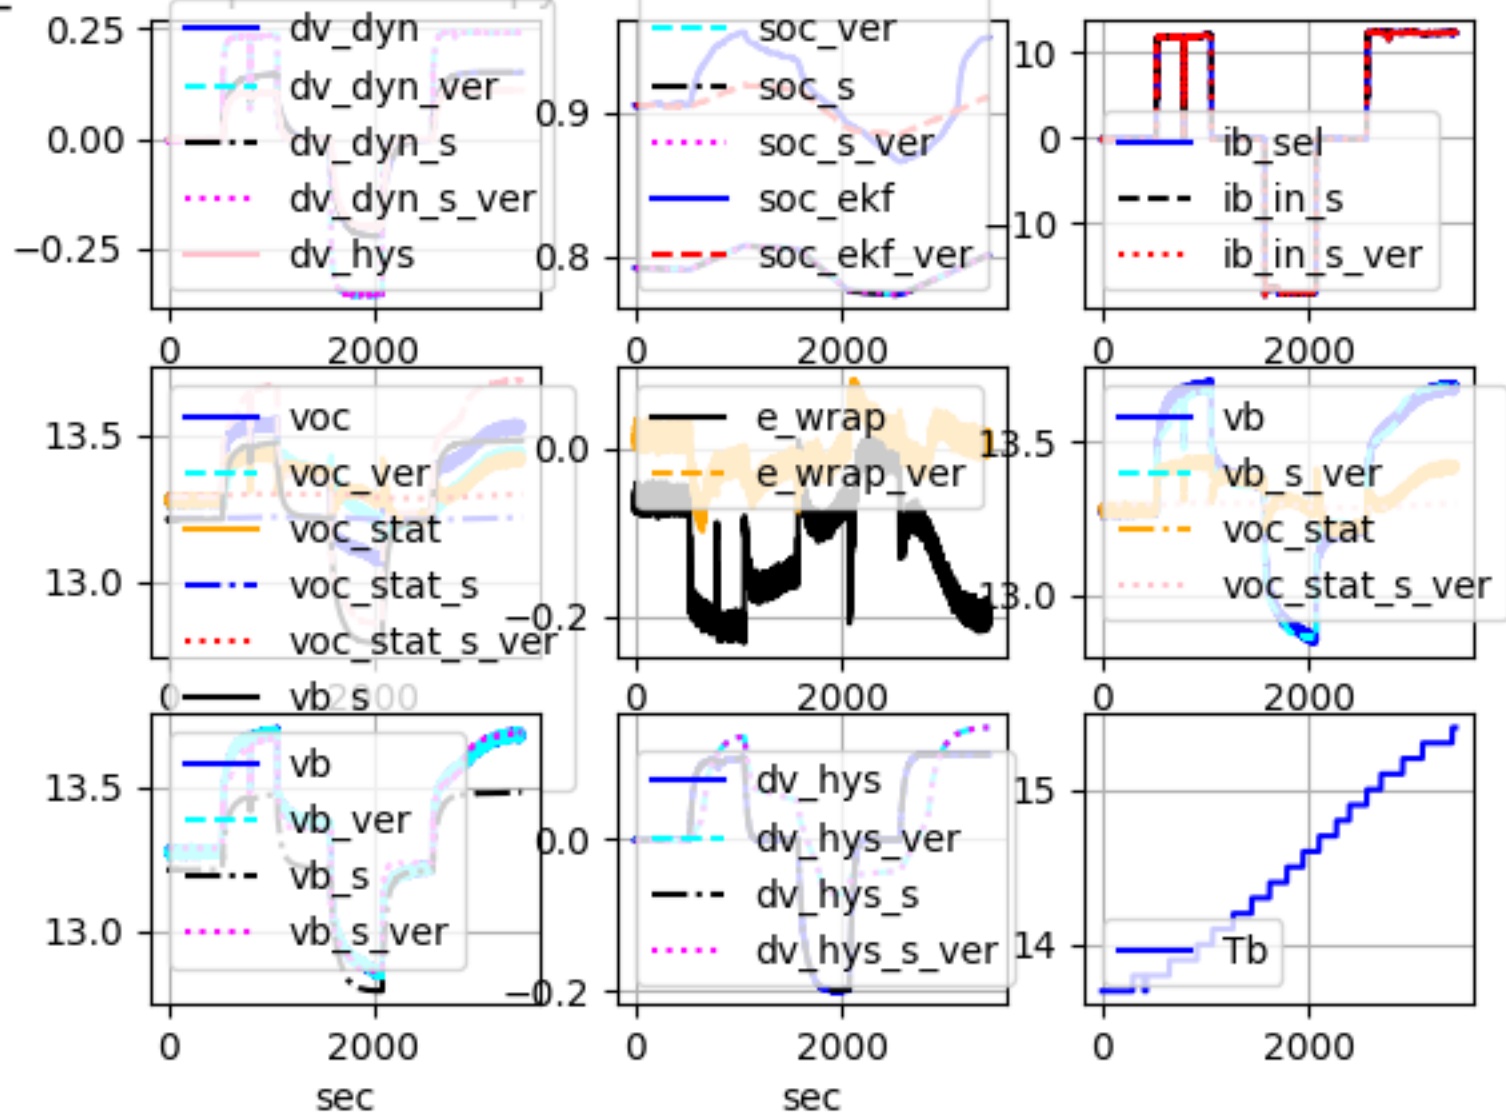 0.25
0.00
−0.25
dv_dyn
dv_dyn_ver
dv_dyn_s
dv_dyn_s_ver
dv_hys
0
2000
0.9
0.8
soc_ver
soc_s
soc_s_ver
soc_ekf
soc_ekf_ver
0
2000
10
0
−10
ib_sel
ib_in_s
ib_in_s_ver
0
2000
13.5
13.0
voc
voc_ver
voc_stat
voc_stat_s
voc_stat_s_ver
vb_s
0
2000
0.0
−0.2
e_wrap
e_wrap_ver
0
2000
13.5
13.0
vb
vb_s_ver
voc_stat
voc_stat_s_ver
0
2000
13.5
13.0
vb
vb_ver
vb_s
vb_s_ver
0
2000
sec
0.0
−0.2
dv_hys
dv_hys_ver
dv_hys_s
dv_hys_s_ver
0
2000
sec
15
14
Tb
0
2000